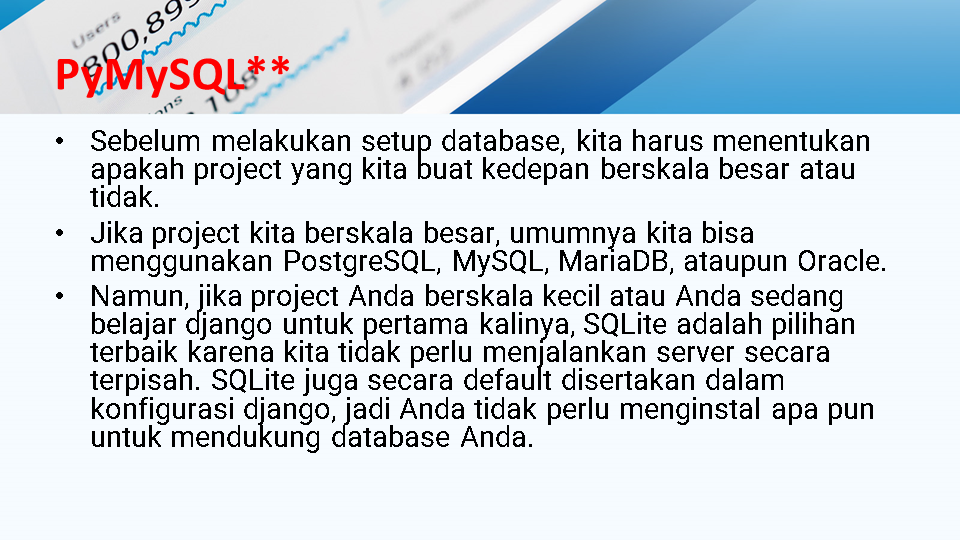 Users
800,899
PyMySQL**
• Sebelum melakukan setup database, kita harus menentukan
apakah project yang kita buat kedepan berskala besar atau
tidak.
• Jika project kita berskala besar, umumnya kita bisa
menggunakan PostgreSQL, MySQL, MariaDB, ataupun Oracle.
• Namun, jika project Anda berskala kecil atau Anda sedang
belajar django untuk pertama kalinya, SQLite adalah pilihan
terbaik karena kita tidak perlu menjalankan server secara
terpisah. SQLite juga secara default disertakan dalam
konfigurasi django, jadi Anda tidak perlu menginstal apa pun
untuk mendukung database Anda.